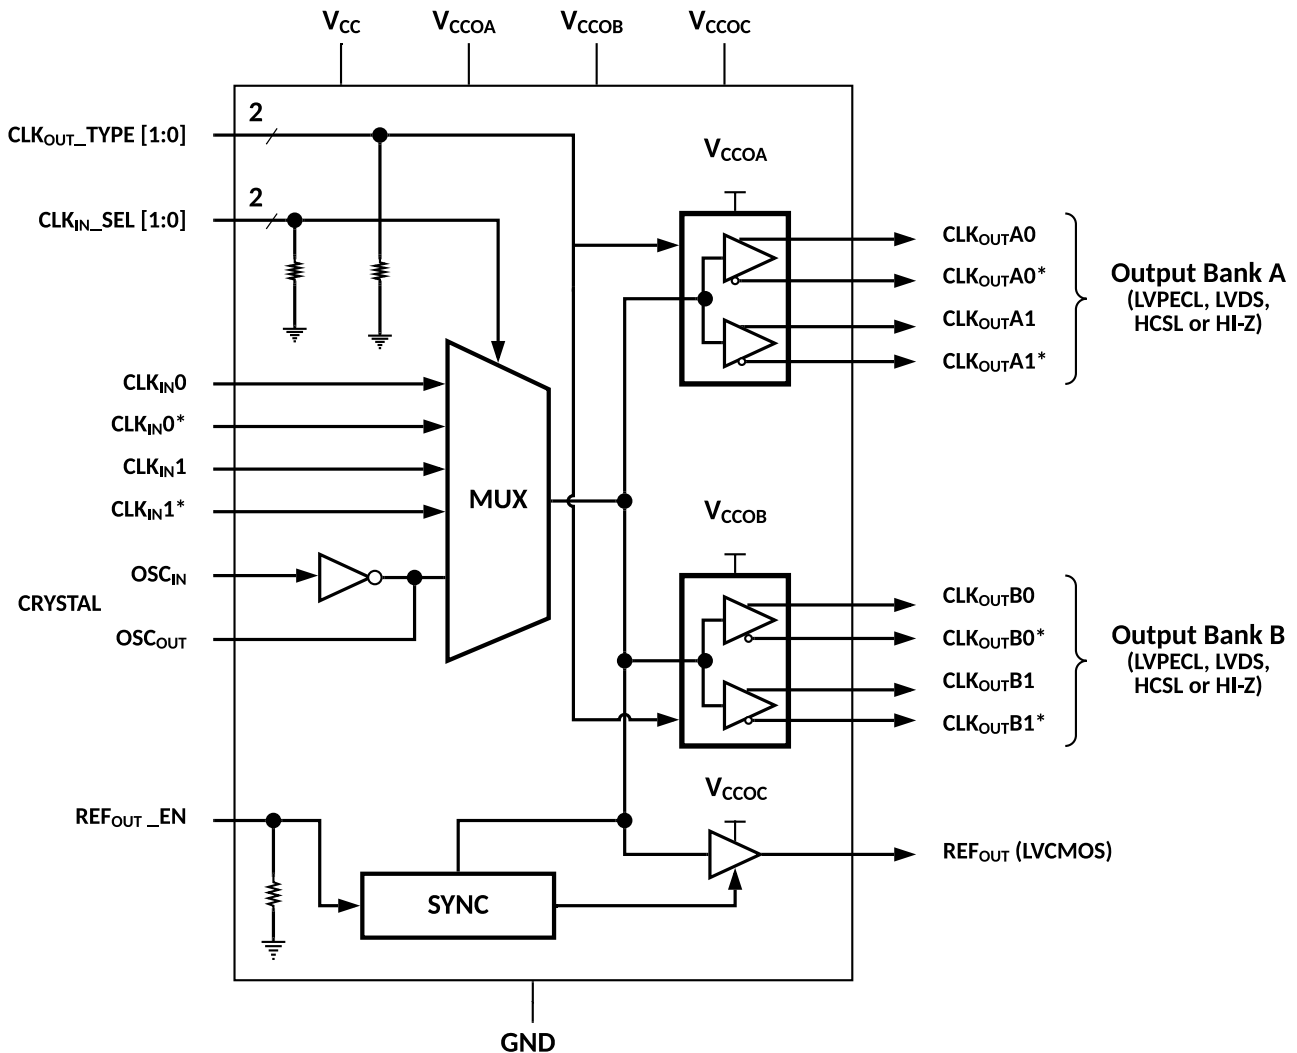 VCC VCCOA VCCOB VCCOC
2
CLKOUT_TYPE [1:0]
VCCOA
2
CLKIN_SEL [1:0]
CLKOUTA0
CLKOUTA0*
CLKOUTA1
CLKOUTA1*
Output Bank A
(LVPECL, LVDS,
HCSL or HI-Z)
CLKIN0
CLKIN0*
CLKIN1
CLKIN1*
MUX
VCCOB
OSCIN
CRYSTAL
OSCOUT
CLKOUTB0
CLKOUTB0*
CLKOUTB1
CLKOUTB1*
Output Bank B
(LVPECL, LVDS,
HCSL or HI-Z)
VCCOC
REFOUT _EN
REFOUT (LVCMOS)
SYNC
GND